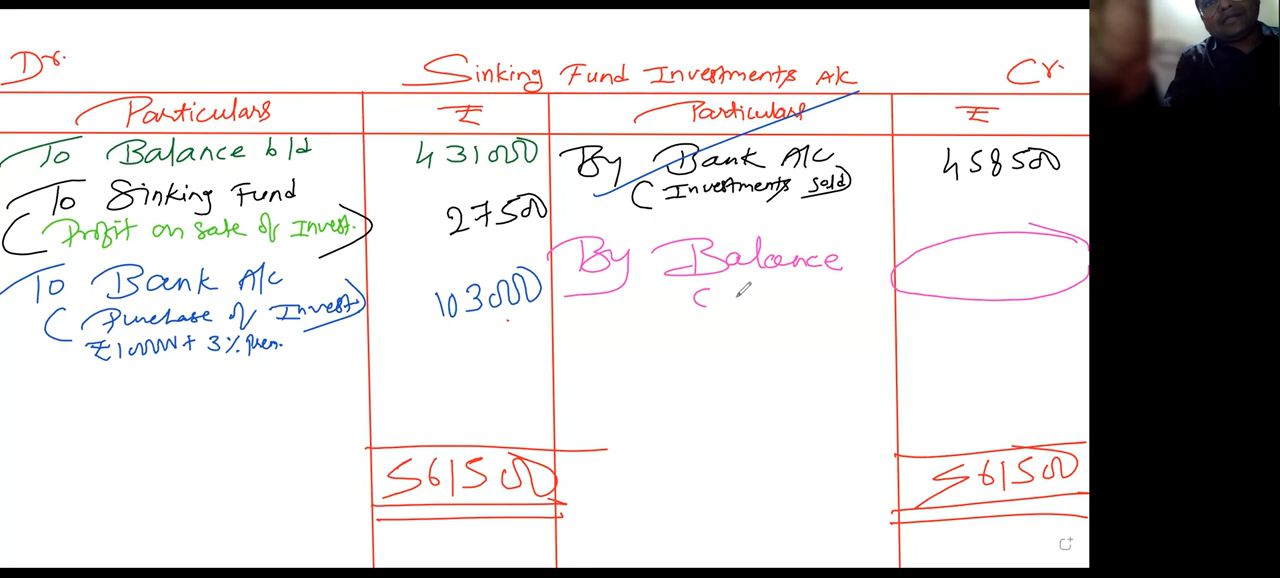 Dr. Sinking Fund Investments A/C Cr.
Particulars ₹ Particulars ₹
To Balance b/d 431000 By Bank A/C 458500
(Investments sold)
To Sinking Fund 27500
(Profit on Sale of Invest.)
By Balance
(
To Bank A/C 103000
(Purchase of Invest.)
₹100000 + 3% prem.
561500 561500